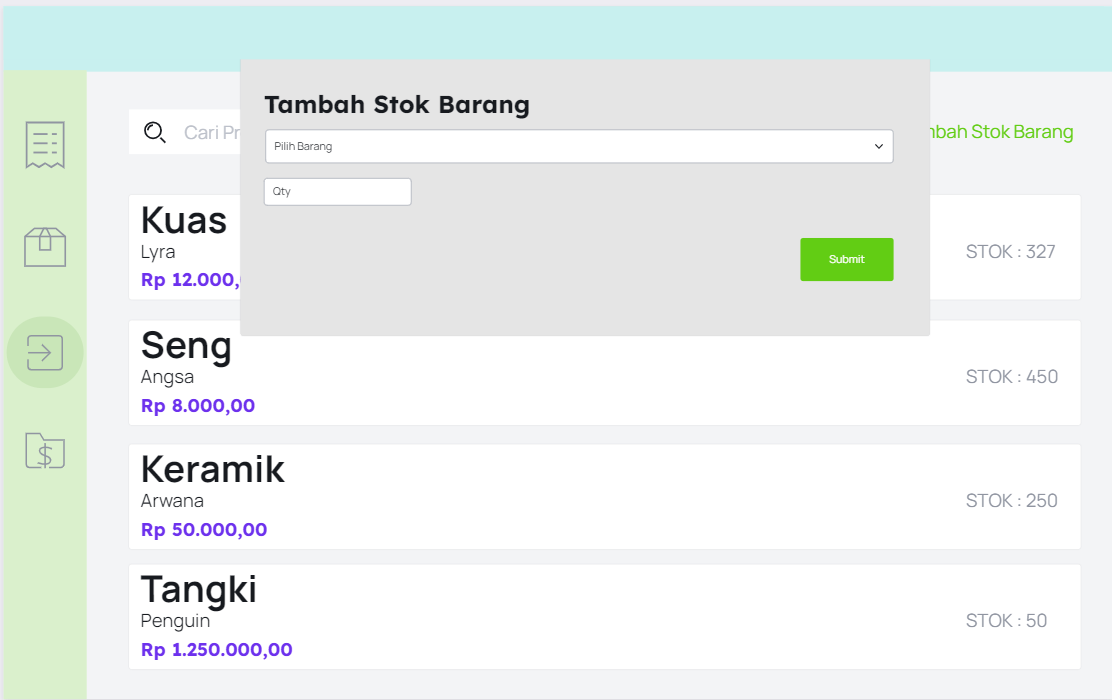 Tambah Stok Barang
Pilih Barang
Qty
Submit
Cari Pr
mbah Stok Barang
Kuas
Lyra
Rp 12.000,
STOK : 327
Seng
Angsa
Rp 8.000,00
STOK : 450
Keramik
Arwana
Rp 50.000,00
STOK : 250
Tangki
Penguin
Rp 1.250.000,00
STOK : 50